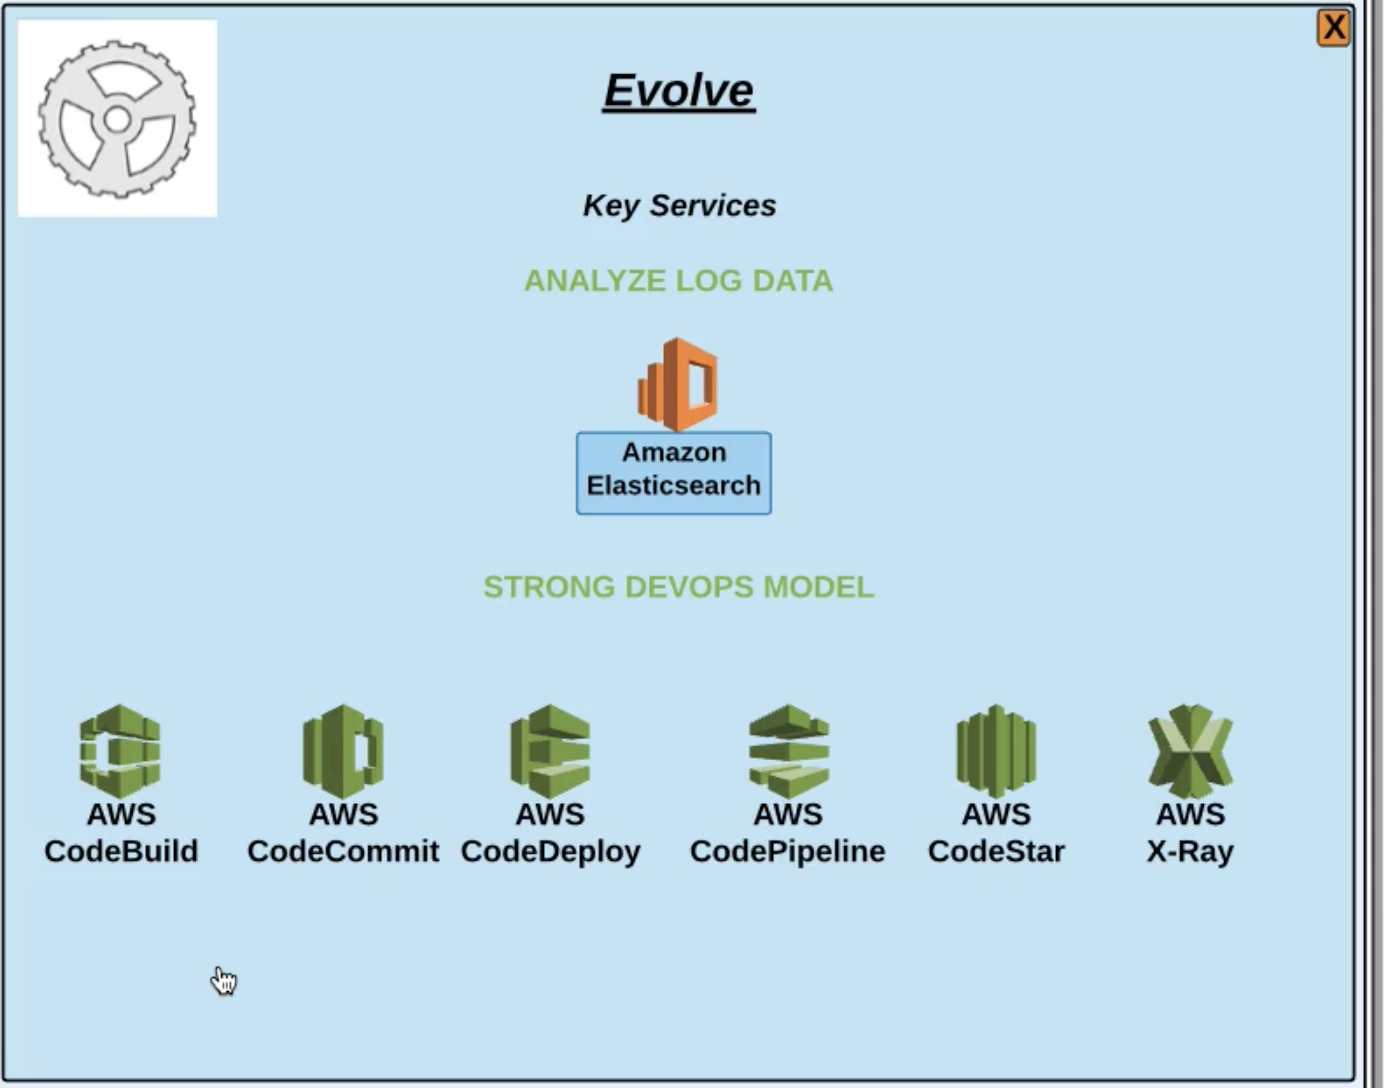 X
Evolve
Key Services
ANALYZE LOG DATA
Amazon
Elasticsearch
STRONG DEVOPS MODEL
AWS
CodeBuild
AWS
CodeCommit
AWS
CodeDeploy
AWS
CodePipeline
AWS
CodeStar
AWS
X-Ray